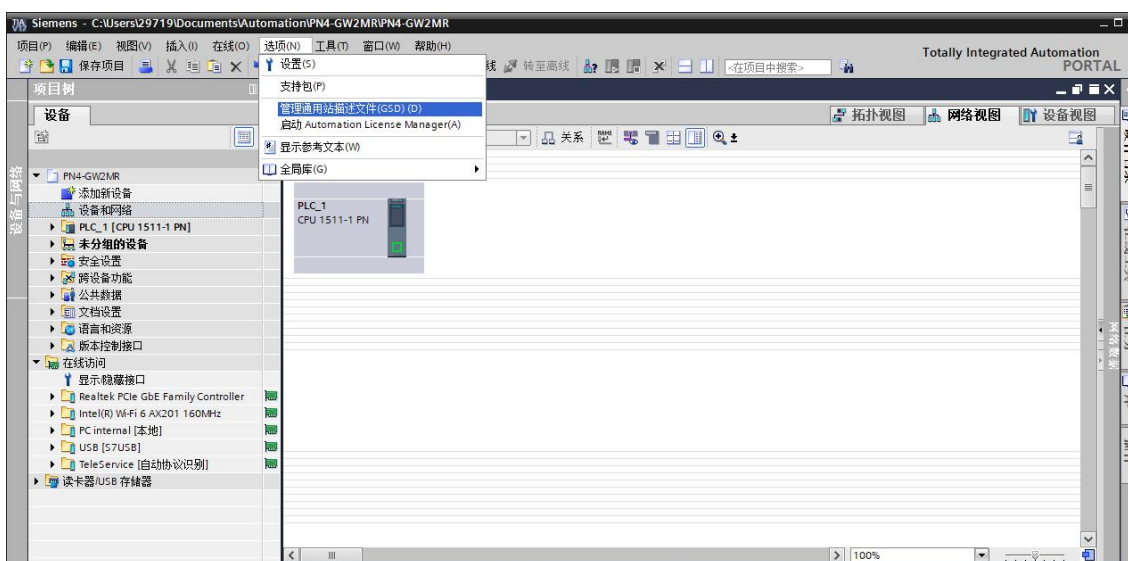 Siemens - C:\Users\29719\Documents\Automation\PN4-GW2MR\PN4-GW2MR
项目(P) 编辑(E) 视图(V) 插入(I) 在线(O) 选项(N) 工具(T) 窗口(W) 帮助(H)
Totally Integrated Automation
PORTAL
保存项目
线 转至离线 <在项目中搜索>
设置(S)
支持包(P)
管理通用站描述文件(GSD) (D)
启动 Automation License Manager(A)
显示参考文本(W)
全局库(G)
项目树
设备
拓扑视图 网络视图 设备视图
关系
设备与网络
PN4-GW2MR
添加新设备
设备和网络
PLC_1 [CPU 1511-1 PN]
未分组的设备
安全设置
跨设备功能
公共数据
文档设置
语言和资源
版本控制接口
在线访问
显示/隐藏接口
Realtek PCIe GbE Family Controller
Intel(R) Wi-Fi 6 AX201 160MHz
PC internal [本地]
USB [S7USB]
TeleService [自动协议识别]
读卡器/USB 存储器
PLC_1
CPU 1511-1 PN
网络数据
100%